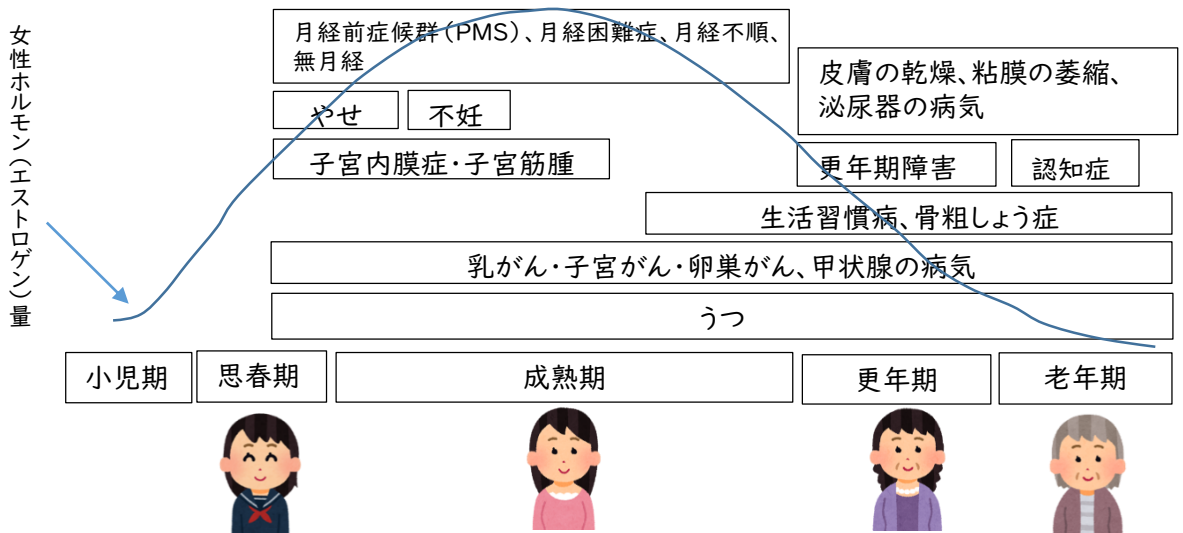 女性ホルモン（エストロゲン）量
月経前症候群（PMS）、月経困難症、月経不順、
無月経
皮膚の乾燥、粘膜の萎縮、
泌尿器の病気
やせ
不妊
子宮内膜症・子宮筋腫
更年期障害
認知症
生活習慣病、骨粗しょう症
乳がん・子宮がん・卵巣がん、甲状腺の病気
うつ
小児期
思春期
成熟期
更年期
老年期